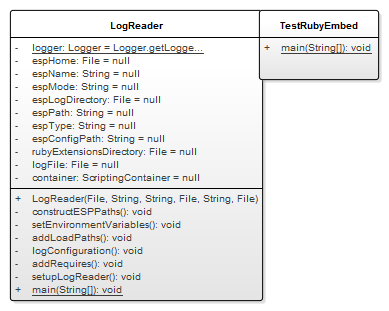 LogReader
- logger: Logger = Logger.getLogge...
- espHome: File = null
- espName: String = null
- espMode: String = null
- espLogDirectory: File = null
- espPath: String = null
- espType: String = null
- espConfigPath: String = null
- rubyExtensionsDirectory: File = null
- logFile: File = null
- container: ScriptingContainer = null
+ LogReader(File, String, String, File, String, File)
- constructESPPaths(): void
- setEnvironmentVariables(): void
- addLoadPaths(): void
- logConfiguration(): void
- addRequires(): void
- setupLogReader(): void
+ main(String[]): void
TestRubyEmbed
+ main(String[]): void